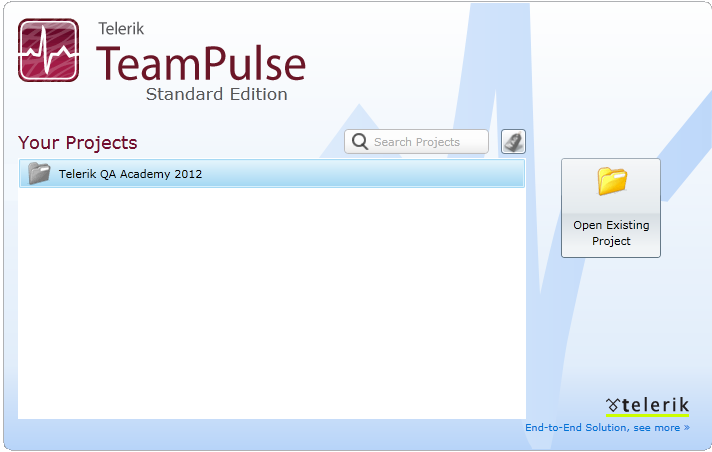 Telerik
TeamPulse
Standard Edition
Your Projects
Search Projects
Telerik QA Academy 2012
Open Existing
Project
telerik
End-to-End Solution, see more »